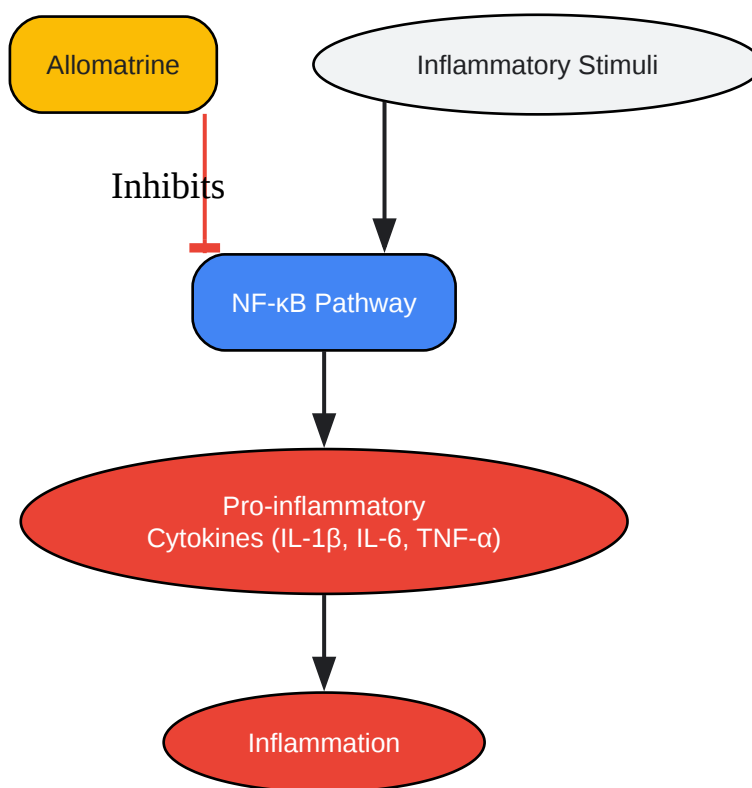 Allomatrine
Inflammatory Stimuli
Inhibits
NF-κB Pathway
Pro-inflammatory
Cytokines (IL-1β, IL-6, TNF-α)
Inflammation